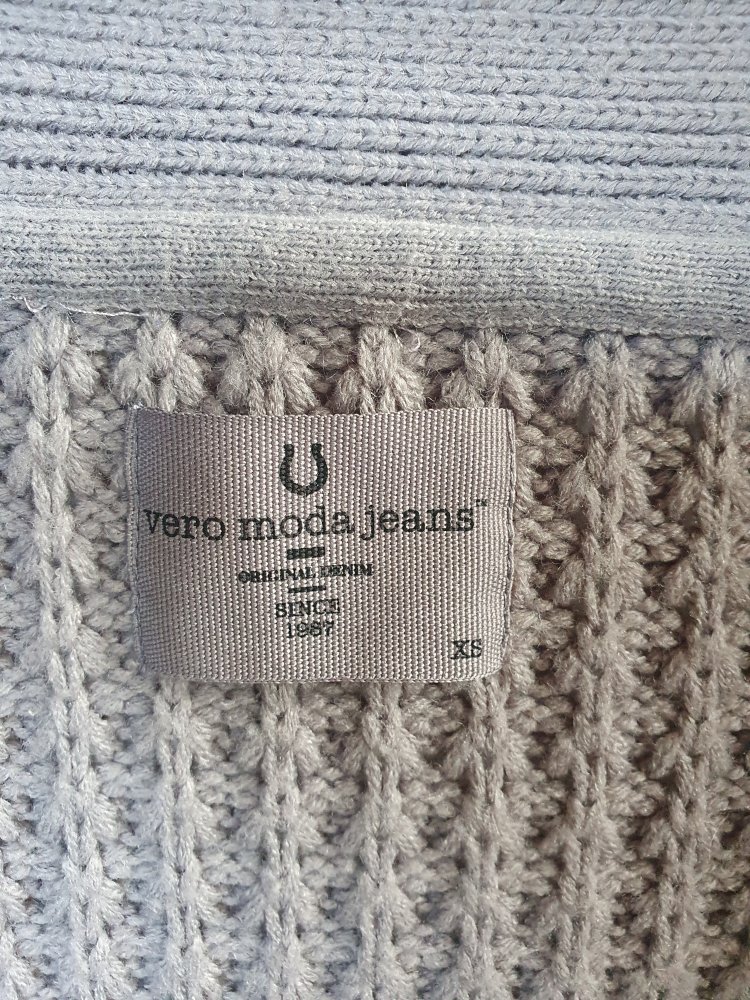 vero moda jeans™
ORIGINAL DENIM
SINCE
1987
XS